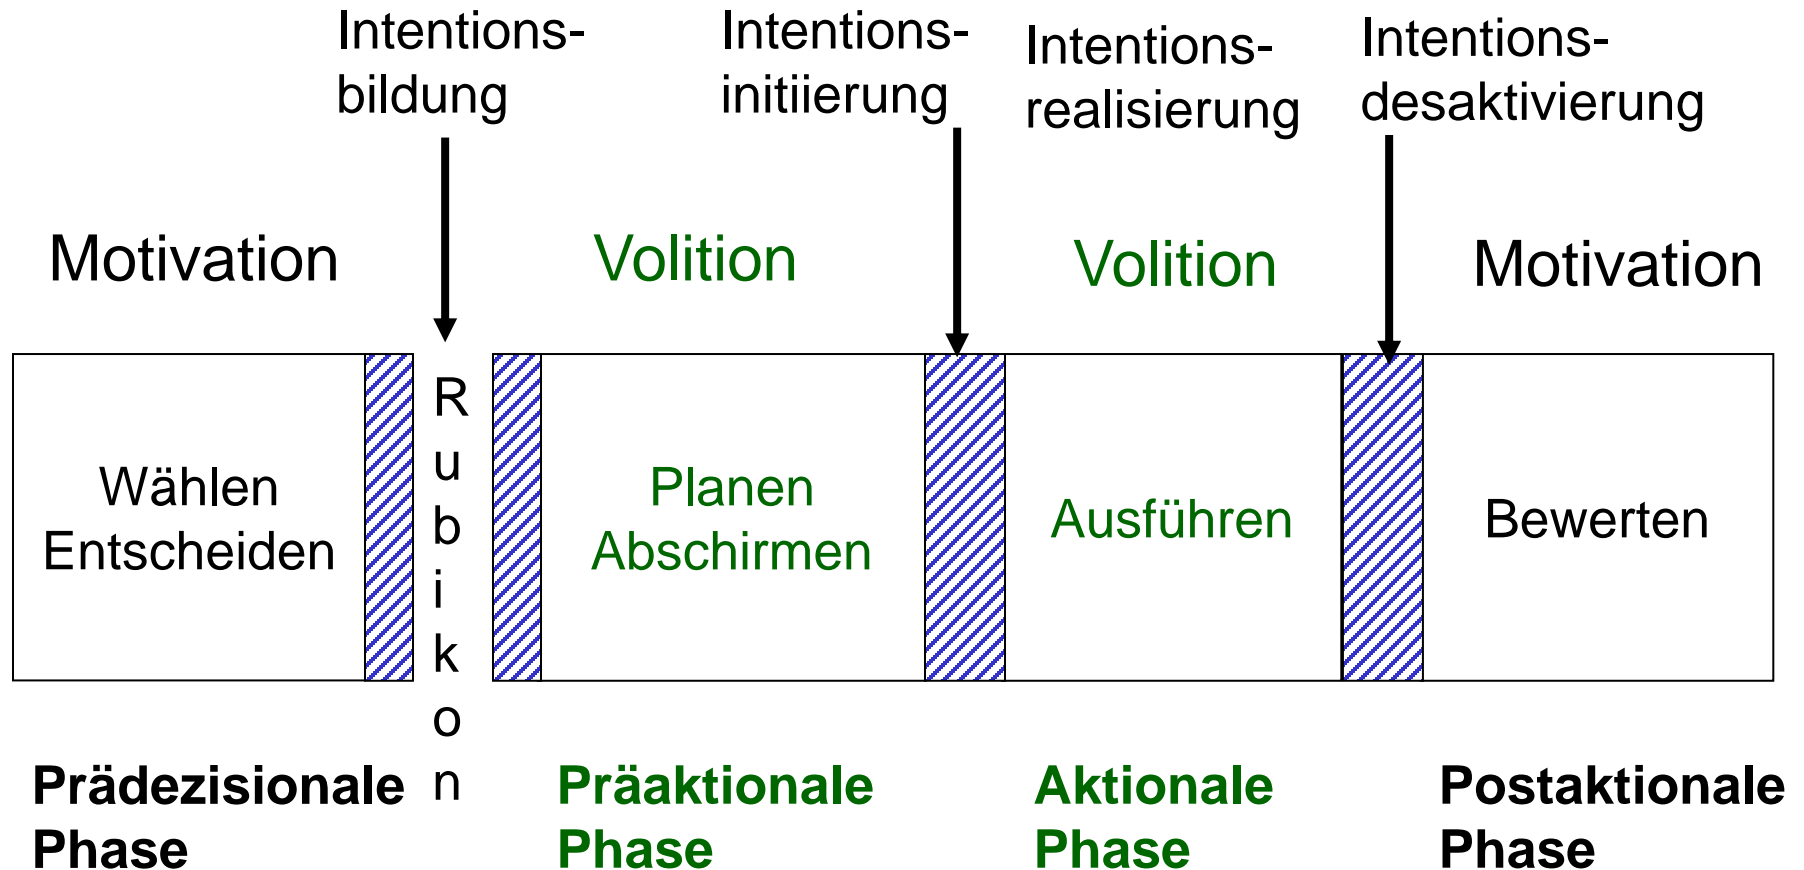 Intentions-
bildung
Intentions-
initiierung
Intentions-
realisierung
Intentions-
desaktivierung
Motivation
Volition
Volition
Motivation
Wählen
Entscheiden
R
u
b
i
k
o
n
Planen
Abschirmen
Ausführen
Bewerten
Prädezisionale
Phase
Präaktionale
Phase
Aktionale
Phase
Postaktionale
Phase